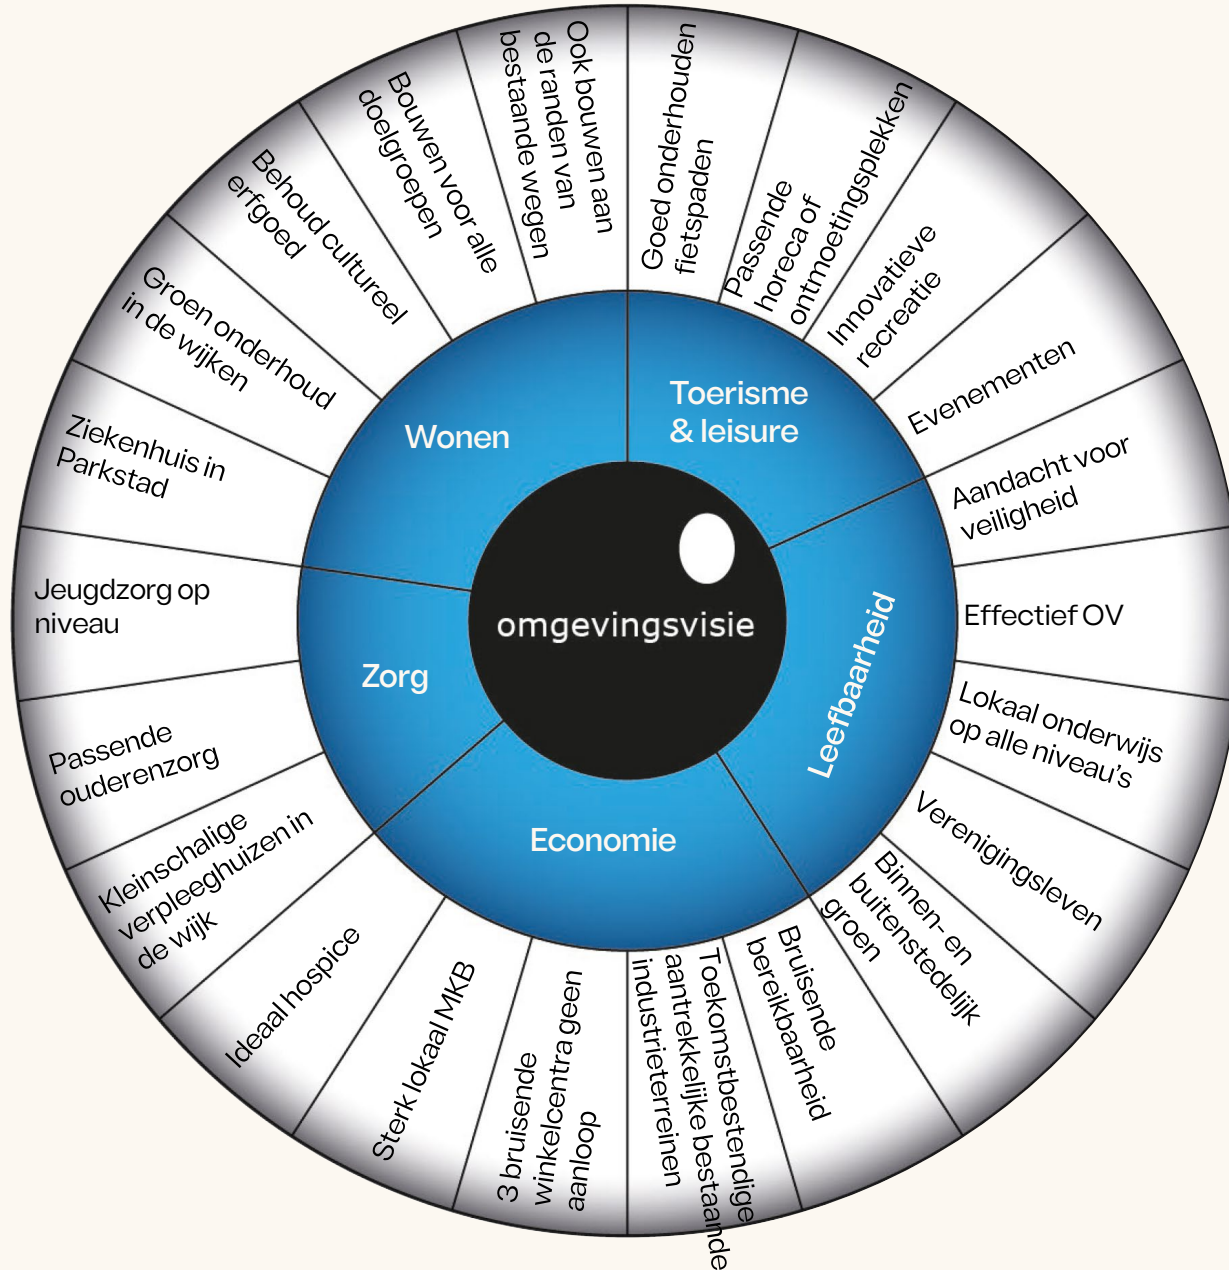 omgevingsvisie
Toerisme
& leisure
Leefbaarheid
Economie
Zorg
Wonen
Goed onderhouden
fietspaden
Passende
horeca of
ontmoetingsplekken
Innovatieve
recreatie
Evenementen
Aandacht voor
veiligheid
Effectief OV
Lokaal onderwijs
op alle niveau's
Verenigingsleven
Binnen- en
buitenstedelijk
groen
Bruisende
bereikbaarheid
Toekomstbestendige
aantrekkelijke bestaande
industrieterreinen
3 bruisende
winkelcentra geen
aanloop
Sterk lokaal MKB
Ideaal hospice
Kleinschalige
verpleeghuizen in
de wijk
Passende
ouderenzorg
Jeugdzorg op
niveau
Ziekenhuis in
Parkstad
Groen onderhoud
in de wijken
Behoud cultureel
erfgoed
Bouwen voor alle
doelgroepen
Ook bouwen aan
de randen van
bestaande wegen